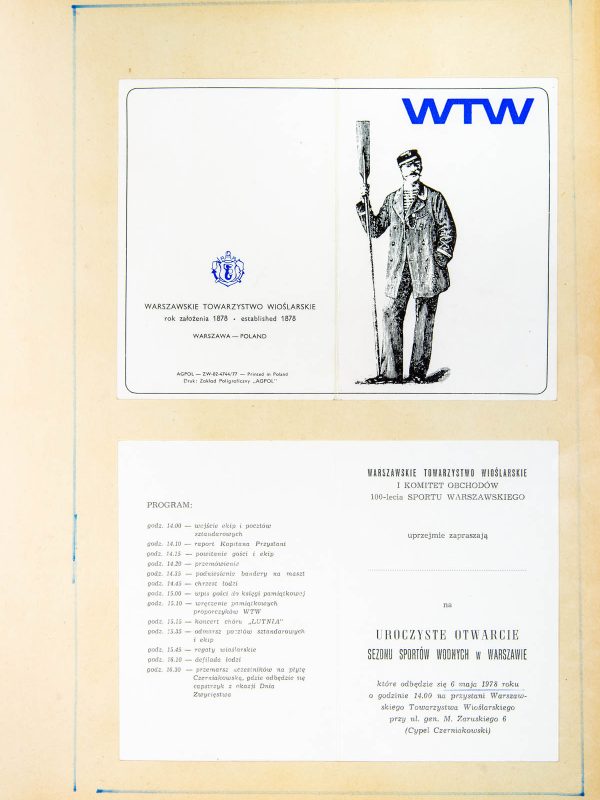 WTW
WARSZAWSKIE TOWARZYSTWO WIOŚLARSKIE
rok założenia 1878 • established 1878
WARSZAWA — POLAND
AGPOL — ZW-82-4744/77 — Printed in Poland
Druk: Zakład Poligraficzny „AGPOL"
PROGRAM:
godz. 14.00 — wejście ekip i pocztów
sztandarowych
godz. 14.10 — raport Kapitana Przystani
godz. 14.15 — powitanie gości i ekip
godz. 14.20 — przemówienie
godz. 14.35 — podniesienie bandery na maszt
godz. 14.45 — chrzest łodzi
godz. 15.00 — wpis gości do księgi pamiątkowej
godz. 15.10 — wręczenie pamiątkowych
proporczyków WTW
godz. 15.15 — koncert chóru „LUTNIA"
godz. 15.35 — odmarsz pocztów sztandarowych
i ekip
godz. 15.45 — regaty wioślarskie
godz. 16.10 — defilada łodzi
godz. 16.30 — przemarsz uczestników na płytę
Czerniakowską, gdzie odbędzie się
capstrzyk z okazji Dnia
Zwycięstwa
WARSZAWSKIE TOWARZYSTWO WIOŚLARSKIE
I KOMITET OBCHODÓW
100-lecia SPORTU WARSZAWSKIEGO
uprzejmie zapraszają
na
UROCZYSTE OTWARCIE
SEZONU SPORTÓW WODNYCH w WARSZAWIE
które odbędzie się 6 maja 1978 roku
o godzinie 14.00 na przystani Warszaw-
skiego Towarzystwa Wioślarskiego
przy ul. gen. M. Zaruskiego 6
(Cypel Czerniakowski)